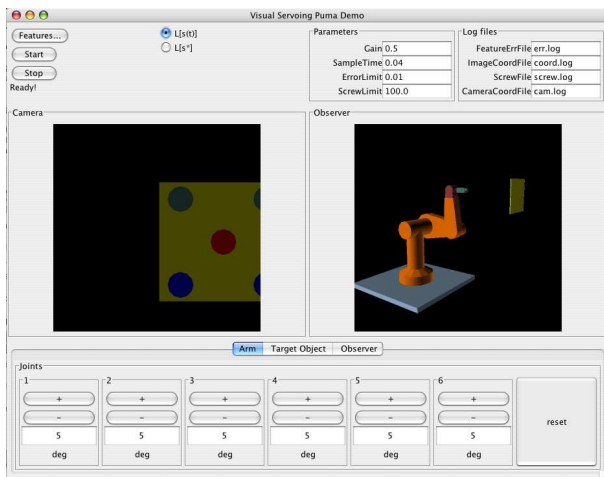 Visual Servoing Puma Demo
Features...
Start
Stop
Ready!
L[s(t)]
L[s*]
Parameters
Gain 0.5
SampleTime 0.04
ErrorLimit 0.01
ScrewLimit 100.0
Log files
FeatureErrFile err.log
ImageCoordFile coord.log
ScrewFile screw.log
CameraCoordFile cam.log
Camera
Observer
Arm Target Object Observer
Joints
1 2 3 4 5 6
+ + + + + +
- - - - - -
5 5 5 5 5 5
deg deg deg deg deg deg
reset